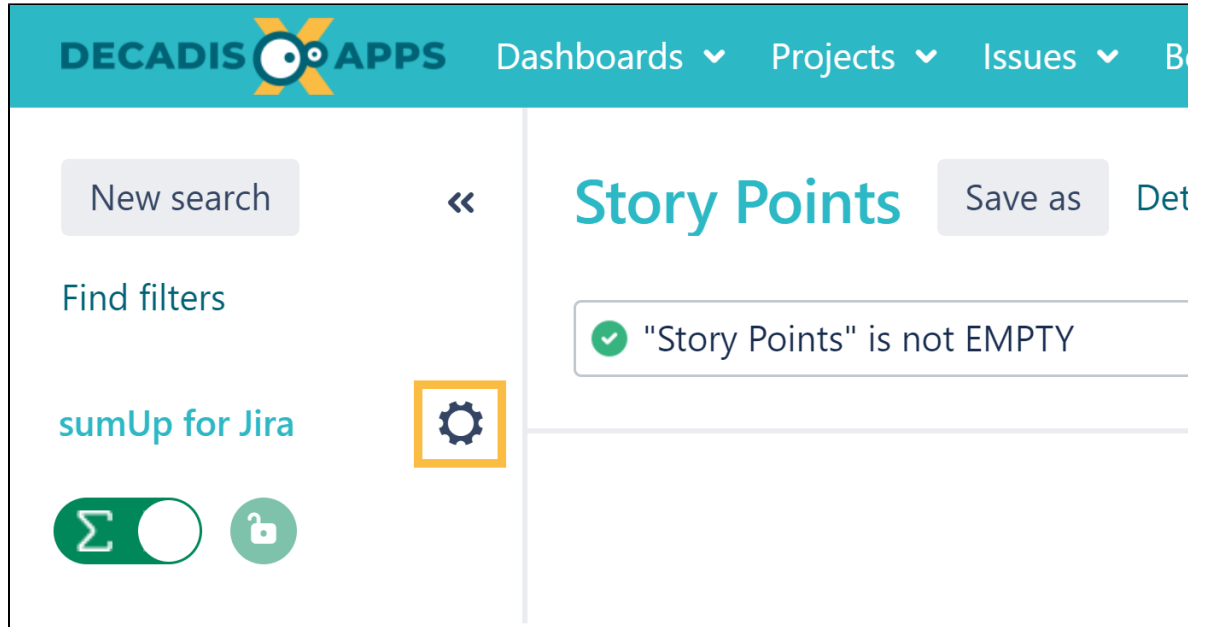 DECADIS APPS Dashboards Projects Issues
New search « Story Points Save as Det
Find filters
"Story Points" is not EMPTY
sumUp for Jira
Σ